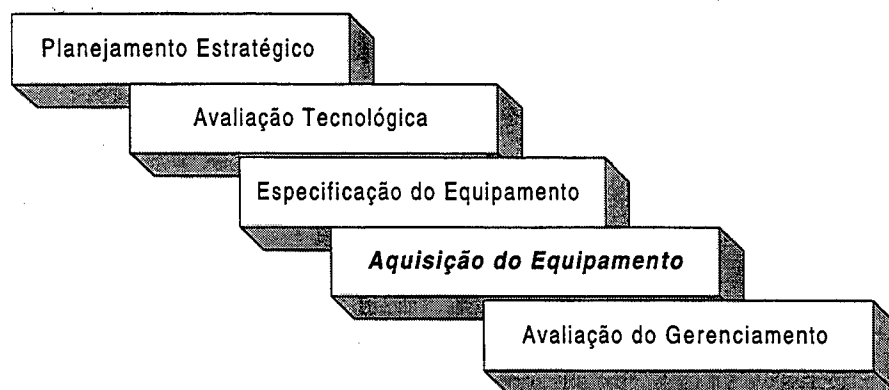 Planejamento Estratégico
Avaliação Tecnológica
Especificação do Equipamento
Aquisição do Equipamento
Avaliação do Gerenciamento